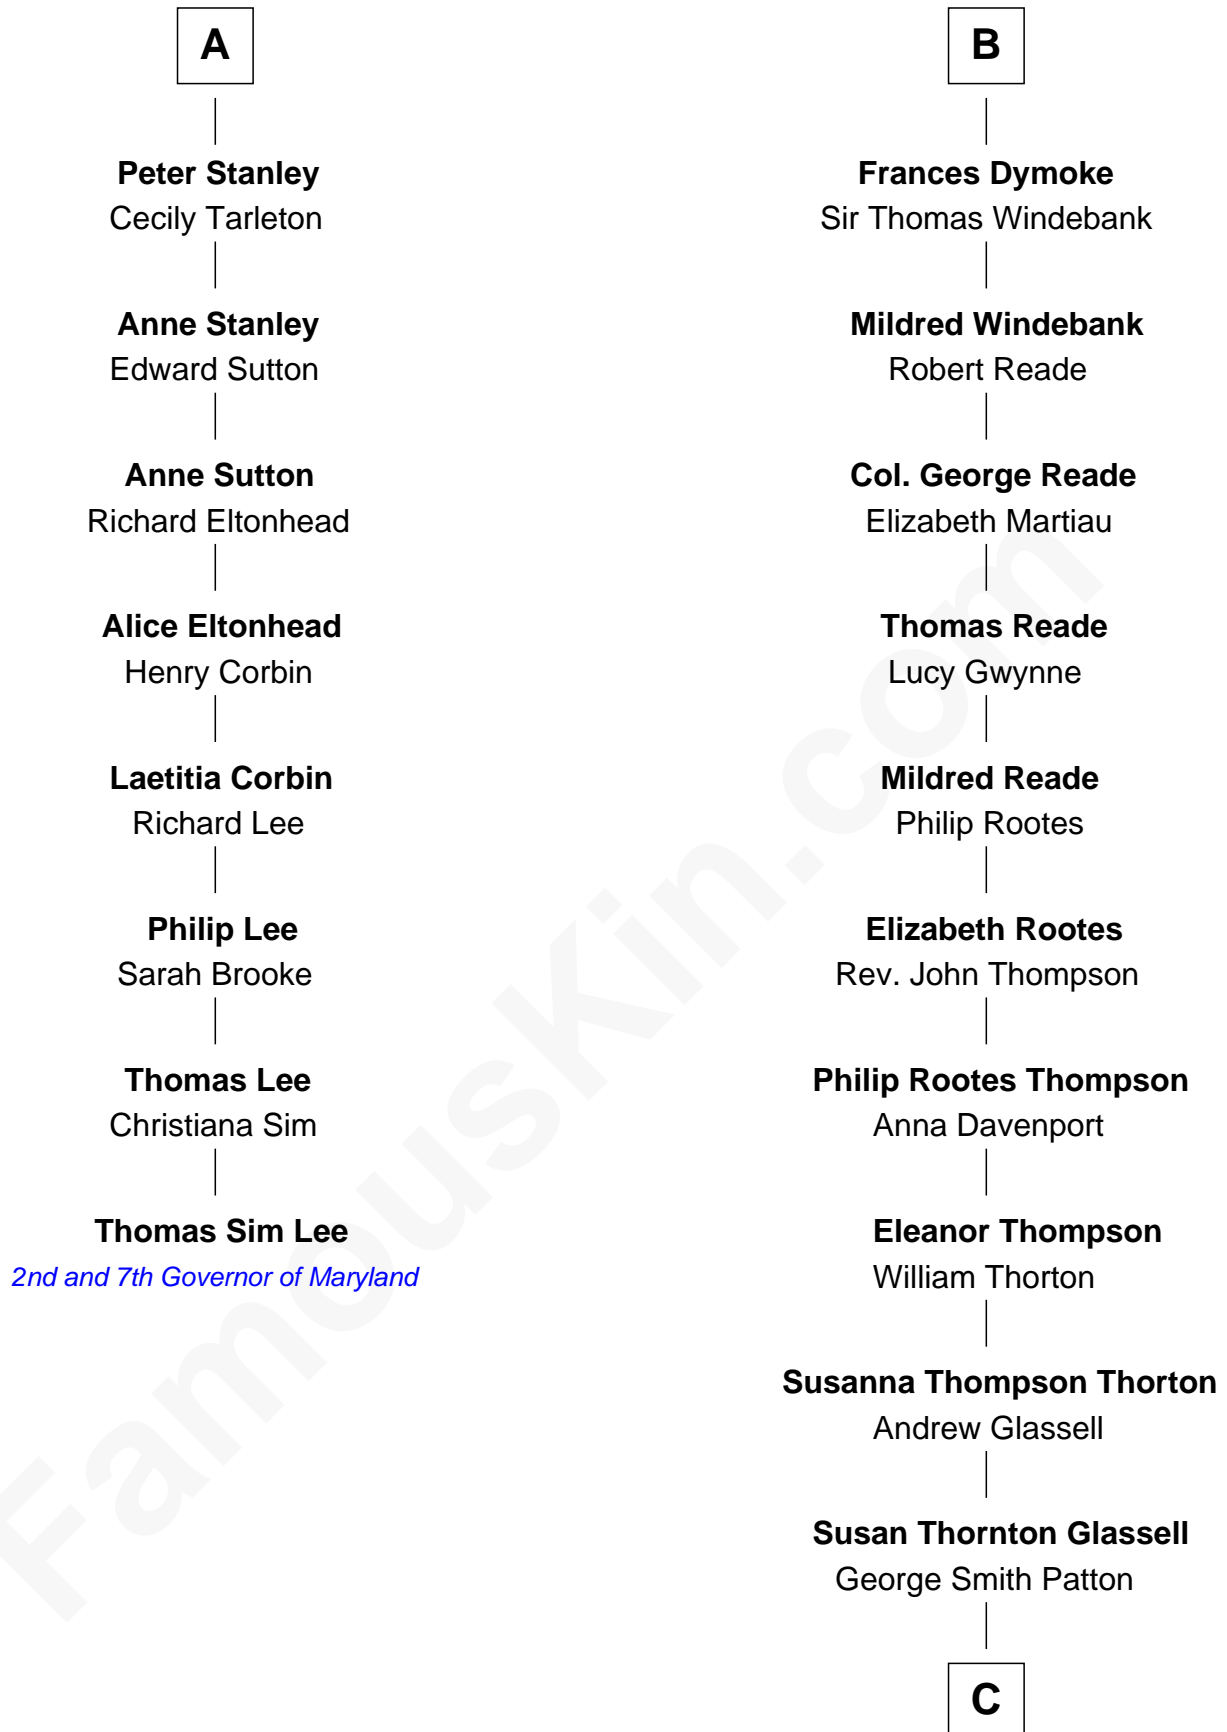 A
Peter Stanley
Cecily Tarleton
Anne Stanley
Edward Sutton
Anne Sutton
Richard Eltonhead
Alice Eltonhead
Henry Corbin
Laetitia Corbin
Richard Lee
Philip Lee
Sarah Brooke
Thomas Lee
Christiana Sim
Thomas Sim Lee
2nd and 7th Governor of Maryland
B
Frances Dymoke
Sir Thomas Windebank
Mildred Windebank
Robert Reade
Col. George Reade
Elizabeth Martiau
Thomas Reade
Lucy Gwynne
Mildred Reade
Philip Rootes
Elizabeth Rootes
Rev. John Thompson
Philip Rootes Thompson
Anna Davenport
Eleanor Thompson
William Thorton
Susanna Thompson Thorton
Andrew Glassell
Susan Thornton Glassell
George Smith Patton
C
FamousKin.com